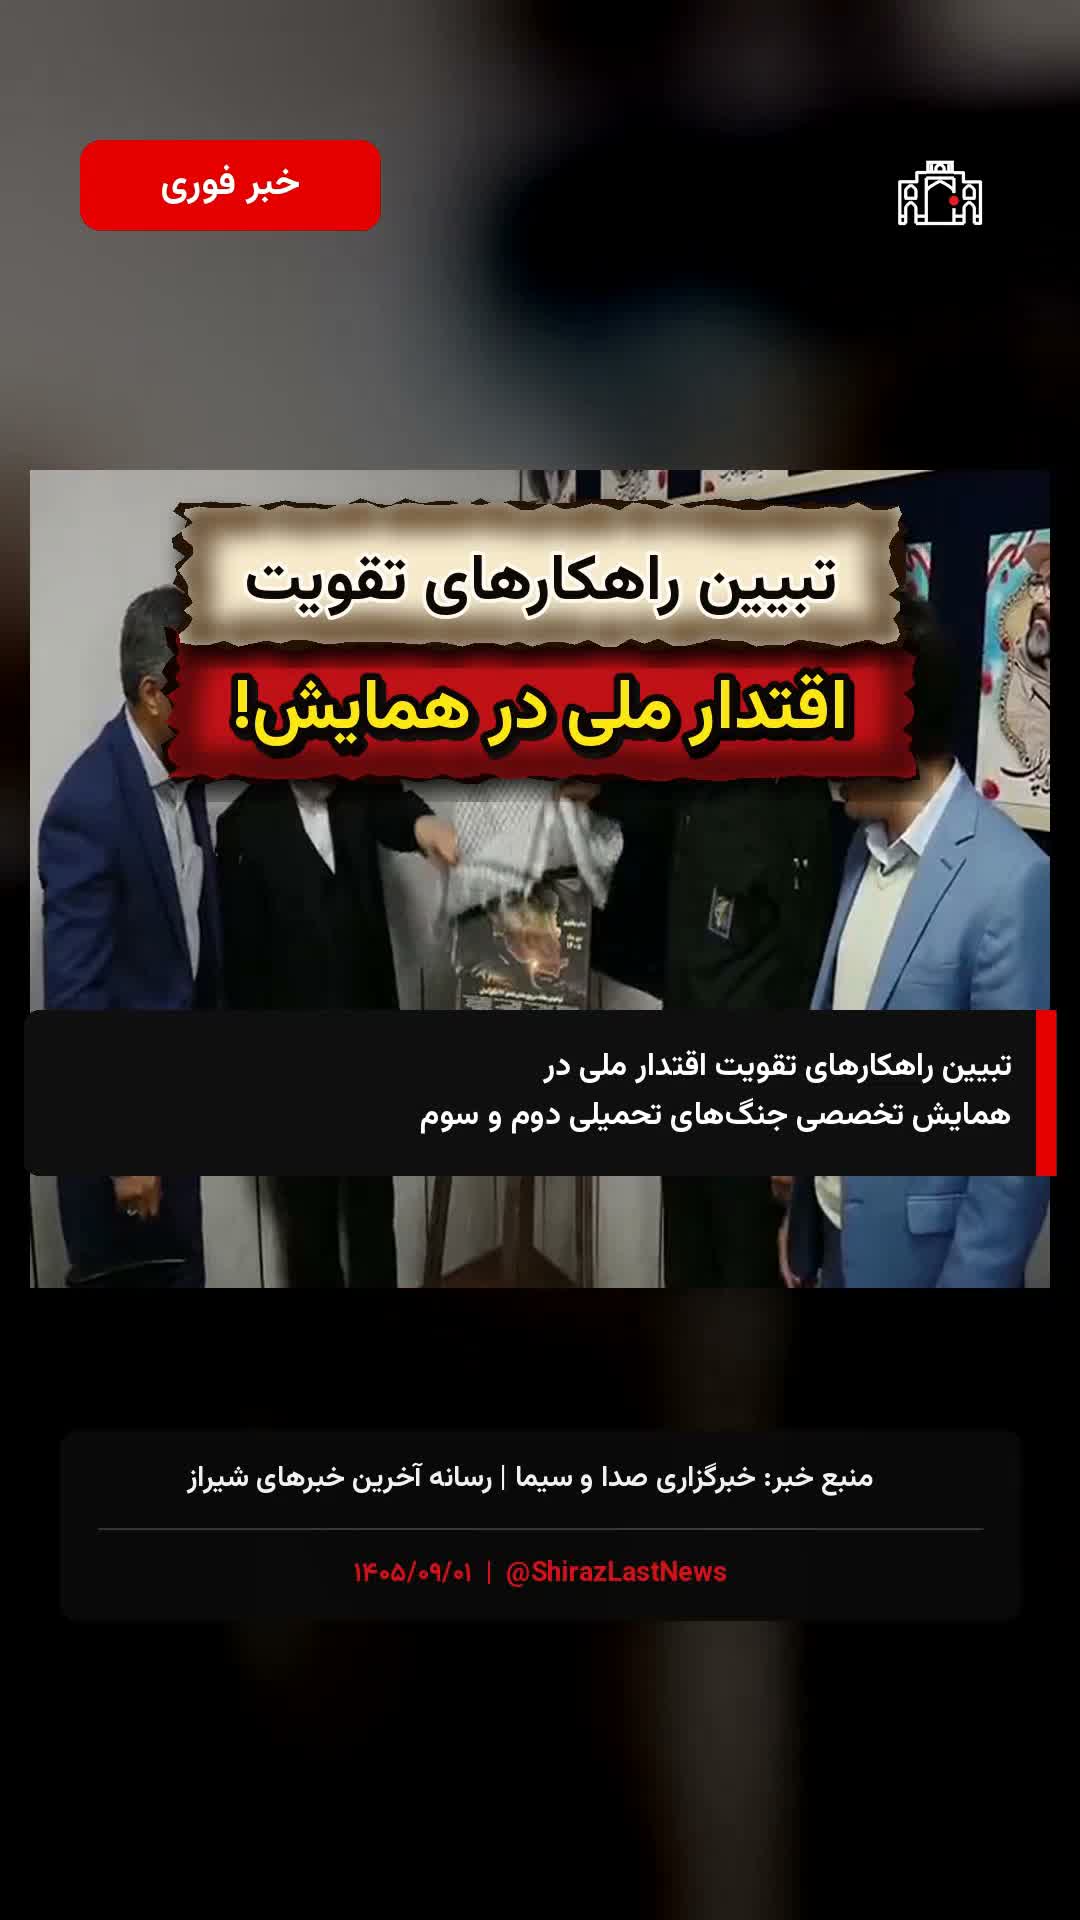 خبر فوری
تبیین راهکارهای تقویت
اقتدار ملی در همایش!
تبیین راهکارهای تقویت اقتدار ملی در
همایش تخصصی جنگ‌های تحمیلی دوم و سوم
منبع خبر: خبرگزاری صدا و سیما | رسانه آخرین خبرهای شیراز
@ShirazLastNews | ۱۴۰۵/۰۹/۰۱